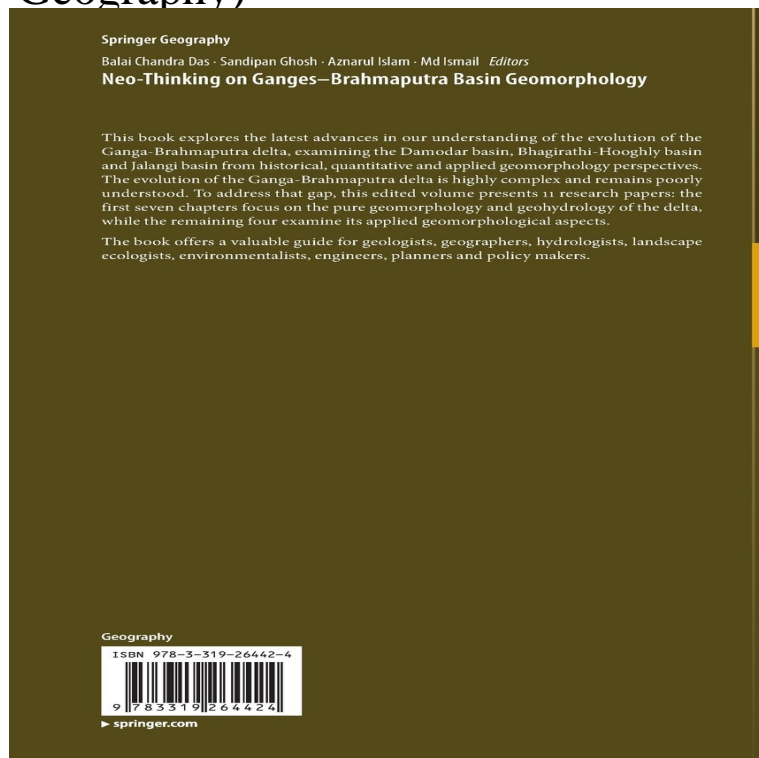 Geography)
Springer Geography
Balai Chandra Das · Sandipan Ghosh · Aznarul Islam · Md Ismail Editors
Neo-Thinking on Ganges–Brahmaputra Basin Geomorphology
This book explores the latest advances in our understanding of the evolution of the
Ganga-Brahmaputra delta, examining the Damodar basin, Bhagirathi-Hooghly basin
and Jalangi basin from historical, quantitative and applied geomorphology perspectives.
The evolution of the Ganga-Brahmaputra delta is highly complex and remains poorly
understood. To address that gap, this edited volume presents 11 research papers: the
first seven chapters focus on the pure geomorphology and geohydrology of the delta,
while the remaining four examine its applied geomorphological aspects.
The book offers a valuable guide for geologists, geographers, hydrologists, landscape
ecologists, environmentalists, engineers, planners and policy makers.
Geography
ISBN 978-3-319-26442-4
9 783319 264424
► springer.com